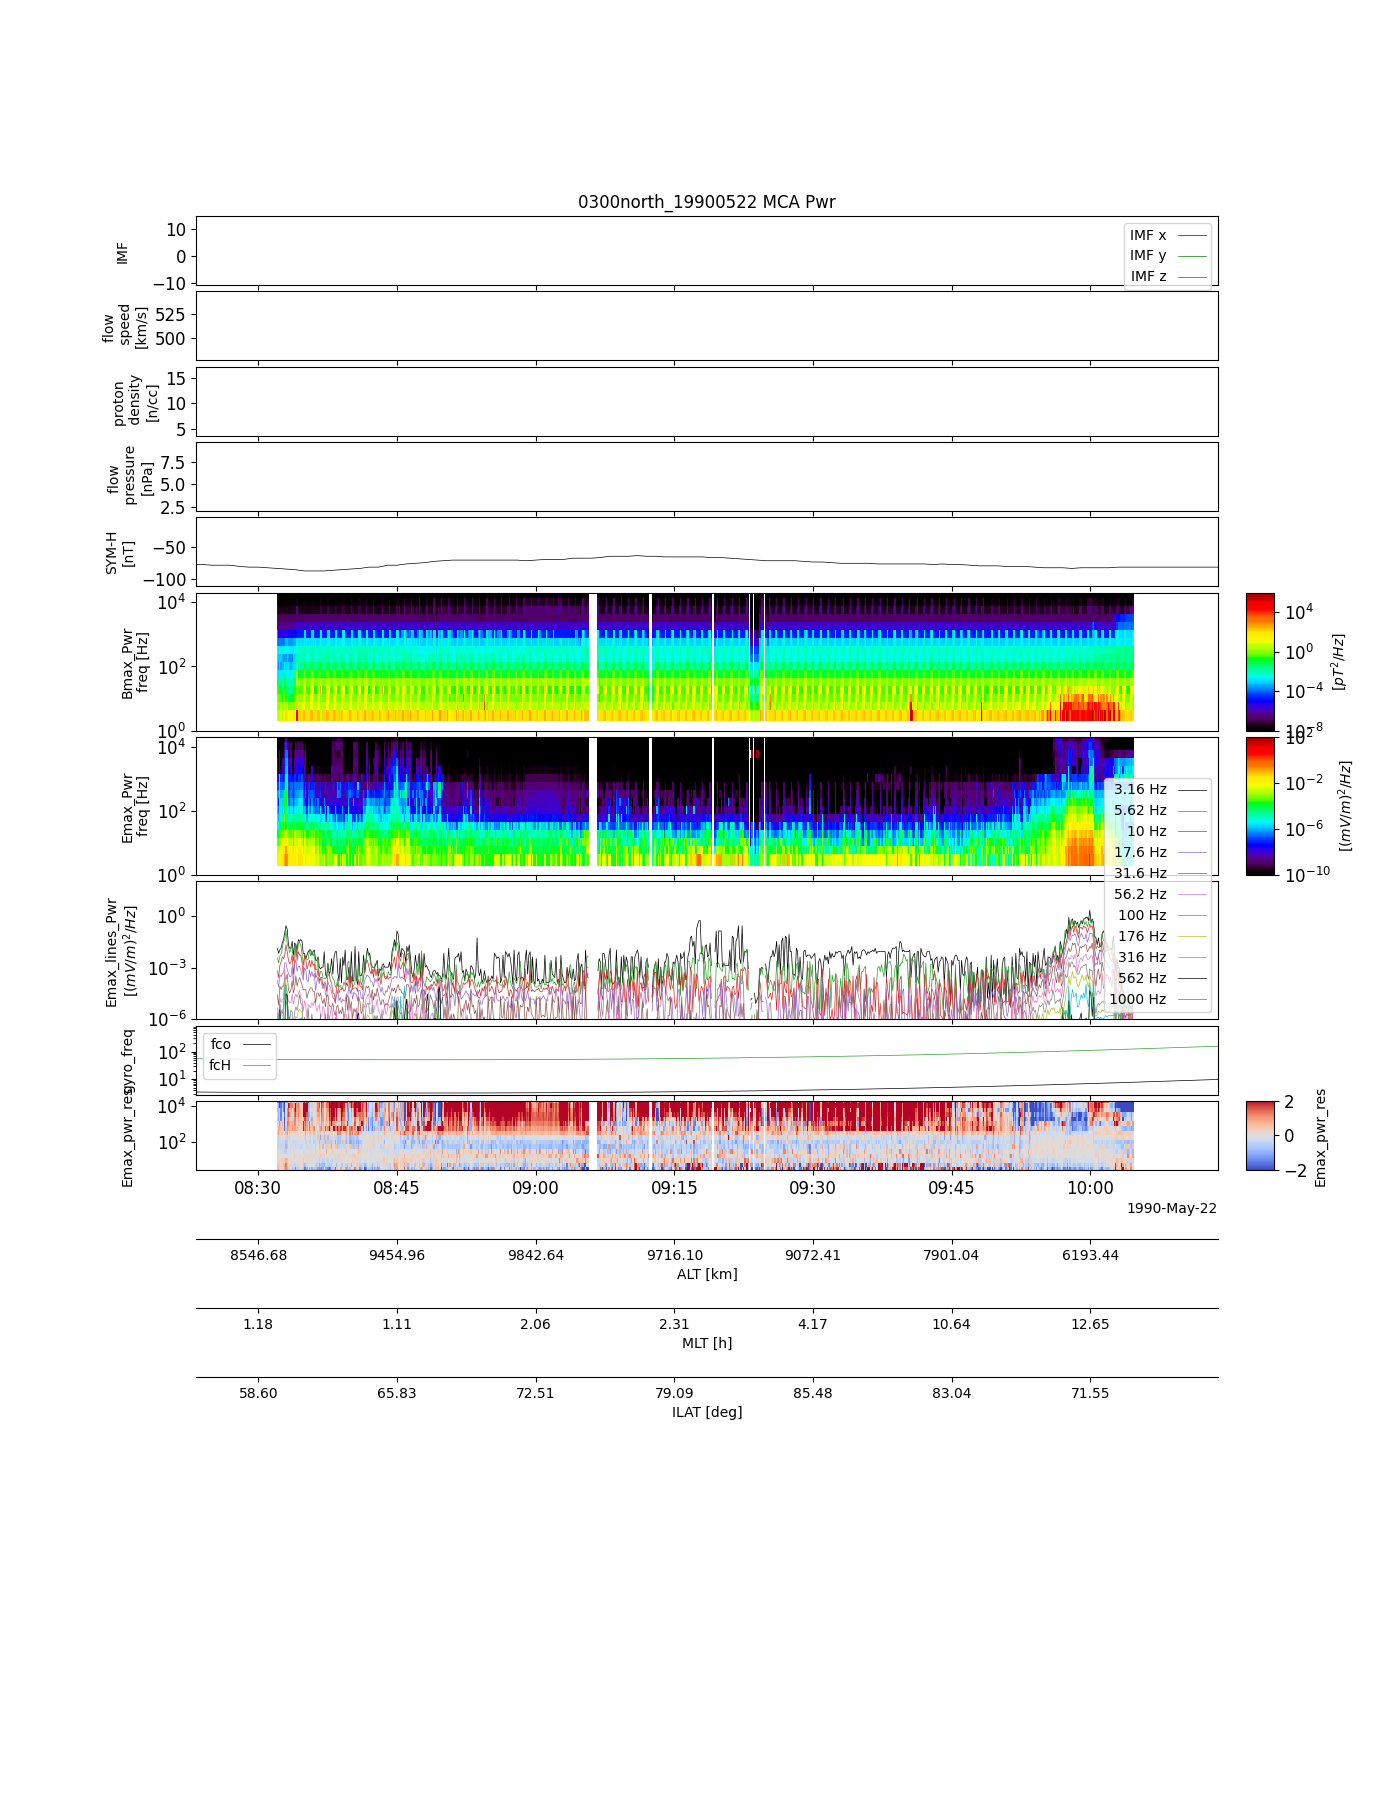 0300north_19900522 MCA Pwr
IMF
10
0
−10
IMF x
IMF y
IMF z
flow
speed
[km/s]
525
500
proton
density
[n/cc]
15
10
5
flow
pressure
[nPa]
7.5
5.0
2.5
SYM-H
[nT]
−50
−100
Bmax_Pwr
freq [Hz]
10^4
10^2
10^0
10^4
10^0
10^-4
10^-8
[pT^2/Hz]
Emax_Pwr
freq [Hz]
10^4
10^2
10^0
10^2
10^-2
10^-6
10^-10
[(mV/m)^2/Hz]
3.16 Hz
5.62 Hz
10 Hz
17.6 Hz
31.6 Hz
56.2 Hz
100 Hz
176 Hz
316 Hz
562 Hz
1000 Hz
Emax_lines_Pwr
[(mV/m)^2/Hz]
10^0
10^-3
10^-6
gyro_freq
10^2
10^1
fco
fcH
Emax_pwr_res
10^4
10^2
2
0
−2
Emax_pwr_res
08:30 08:45 09:00 09:15 09:30 09:45 10:00
1990-May-22
8546.68 9454.96 9842.64 9716.10 9072.41 7901.04 6193.44
ALT [km]
1.18 1.11 2.06 2.31 4.17 10.64 12.65
MLT [h]
58.60 65.83 72.51 79.09 85.48 83.04 71.55
ILAT [deg]